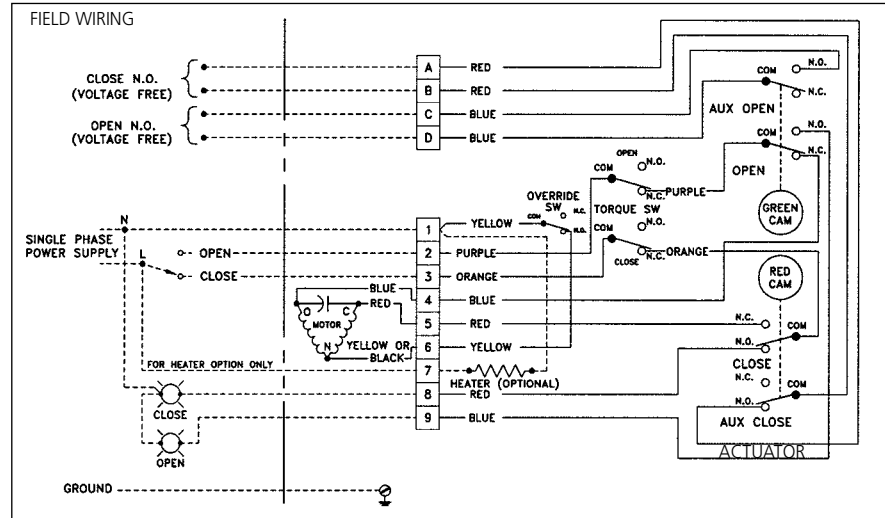 FIELD WIRING
CLOSE N.O.
(VOLTAGE FREE)
OPEN N.O.
(VOLTAGE FREE)
A RED
B RED
C BLUE
D BLUE
N.O.
COM
N.C.
AUX OPEN
N.O.
COM
N.C.
OPEN
GREEN
CAM
OPEN
N.O.
COM
N.C. PURPLE
OVERRIDE
SW
N.C.
COM
N.O.
TORQUE SW
N.O.
COM
CLOSE
N.C. ORANGE
RED
CAM
N
SINGLE PHASE
POWER SUPPLY
L
OPEN
CLOSE
1 YELLOW
2 PURPLE
3 ORANGE
BLUE 4 BLUE
RED 5 RED
O C
MOTOR
N
YELLOW OR
BLACK
6 YELLOW
FOR HEATER OPTION ONLY
7 HEATER (OPTIONAL)
8 RED
9 BLUE
N.C.
COM
N.O.
CLOSE
N.C.
COM
N.O.
AUX CLOSE
ACTUATOR
CLOSE
OPEN
GROUND